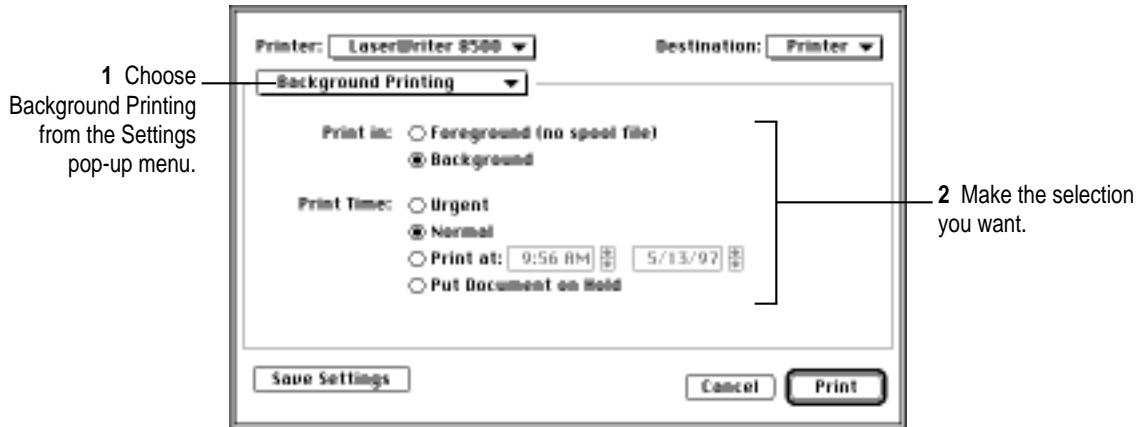 Printer: LaserWriter 8500 Destination: Printer
1 Choose
Background Printing
from the Settings
pop-up menu.
Background Printing
Print in: Foreground (no spool file)
Background
Print Time: Urgent
Normal
Print at: 9:56 AM 5/13/97
Put Document on Hold
2 Make the selection
you want.
Save Settings Cancel Print